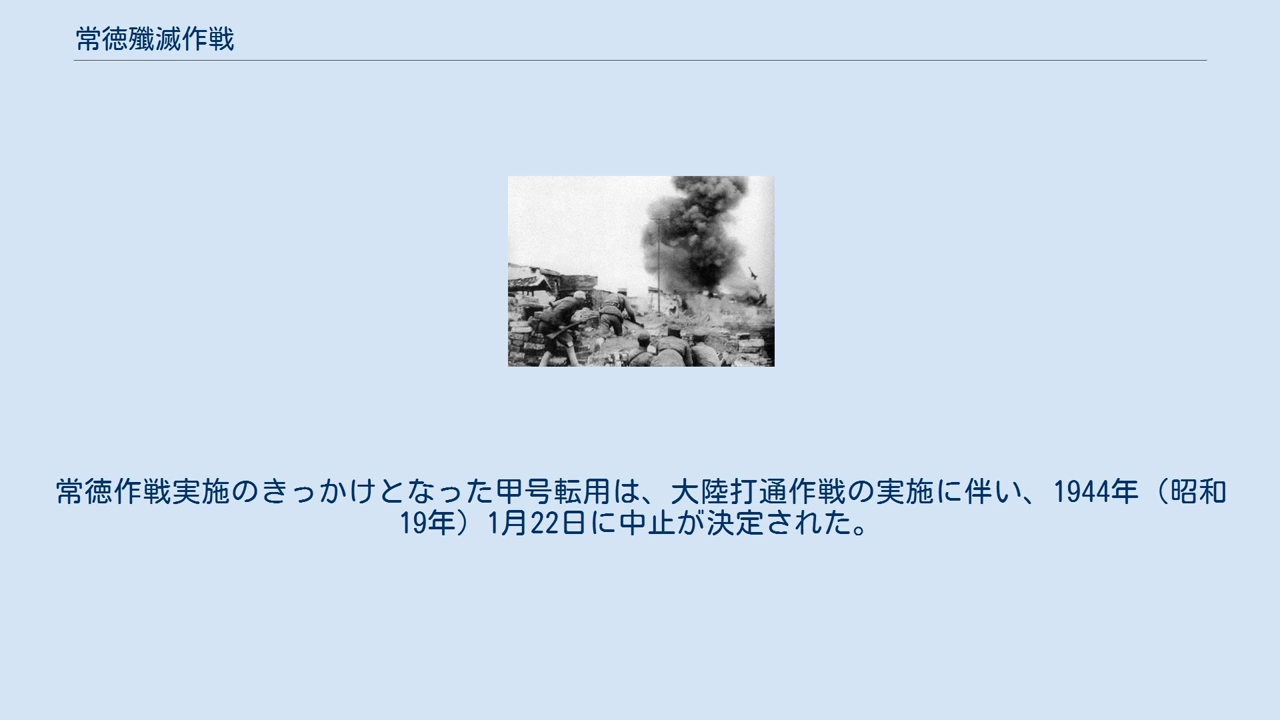 常徳殲滅作戦
常徳作戦実施のきっかけとなった甲号転用は、大陸打通作戦の実施に伴い、1944年（昭和
19年）1月22日に中止が決定された。